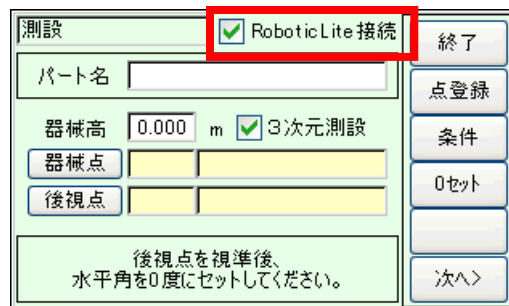 測設
RoboticLite接続
パート名
器械高 0.000 m 3次元測設
器械点
後視点
後視点を視準後、
水平角を0度にセットしてください。
終了
点登録
条件
0セット
次へ>